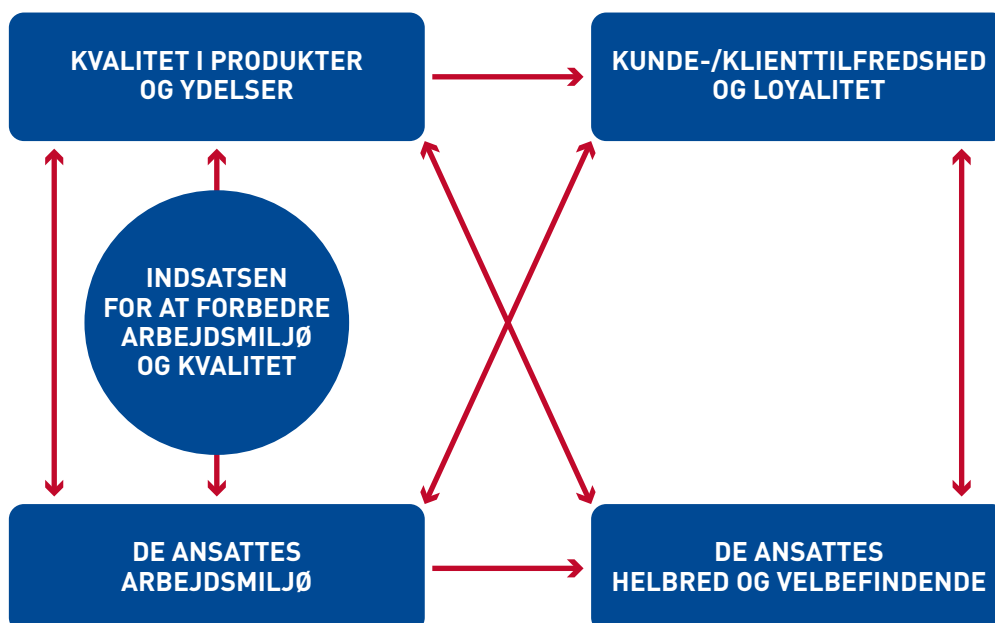 KVALITET I PRODUKTER
OG YDELSER
KUNDE-/KLIENTTILFREDSHED
OG LOYALITET
INDSATSEN
FOR AT FORBEDRE
ARBEJDSMILJØ
OG KVALITET
DE ANSATTES
ARBEJDSMILJØ
DE ANSATTES
HELBRED OG VELBEFINDENDE